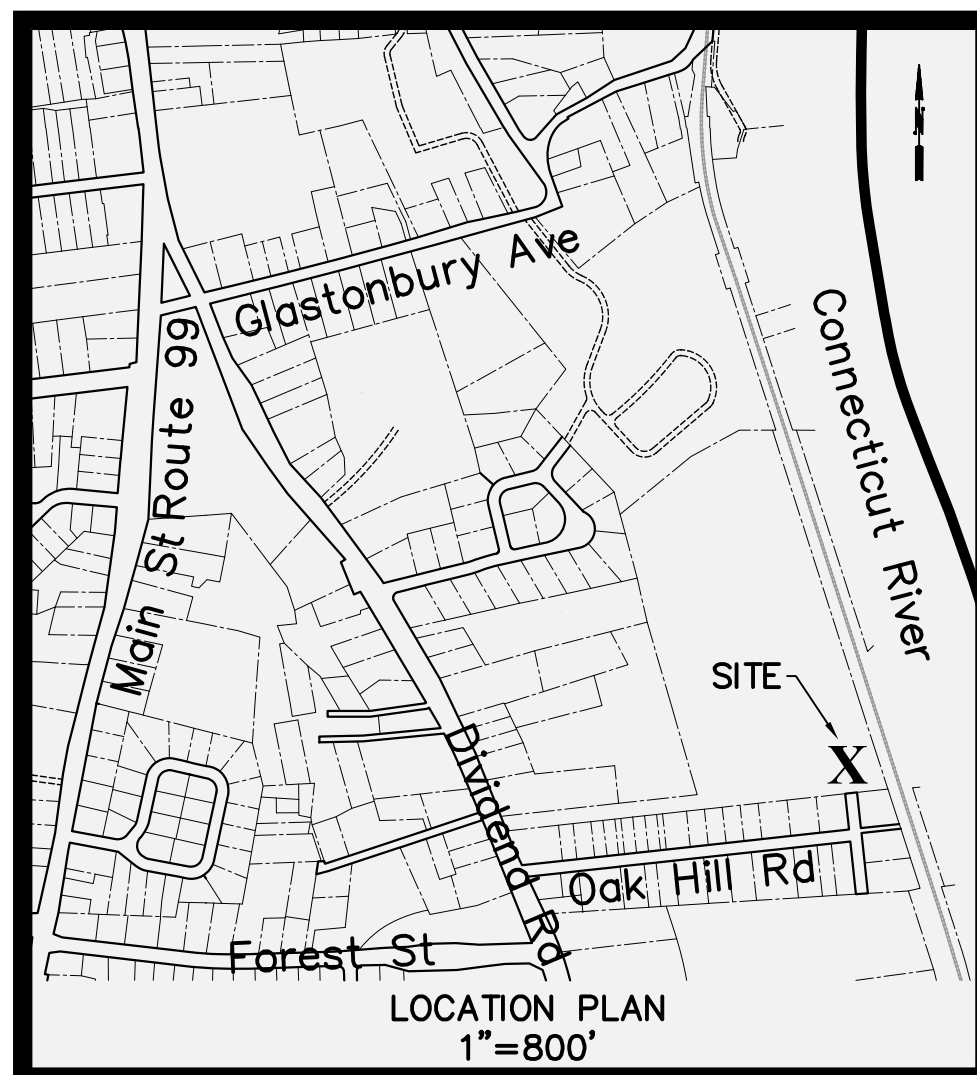 N
Glastonbury Ave
Main St Route 99
Connecticut River
SITE
X
Dividend Rd
Oak Hill Rd
Forest St
LOCATION PLAN
1"=800'